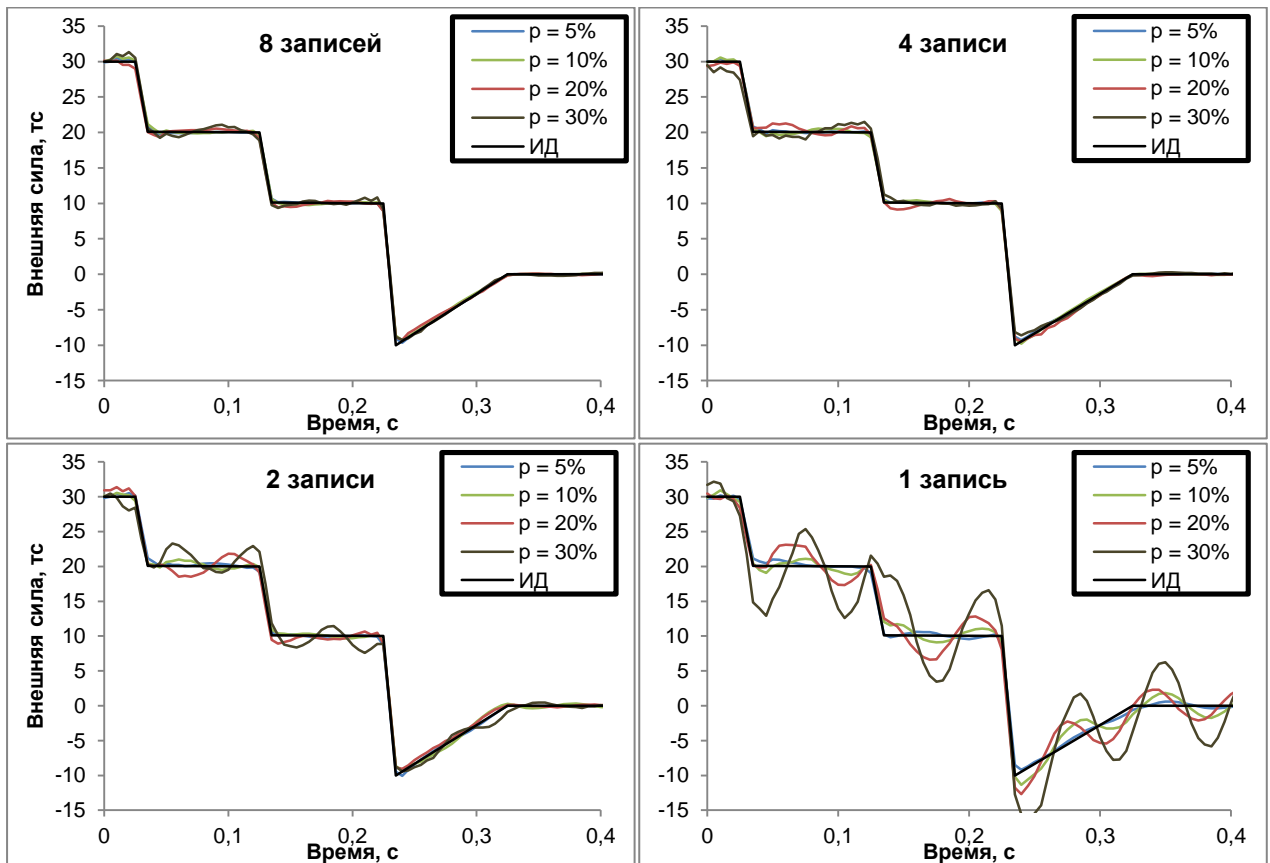 8 записей
p = 5%
p = 10%
p = 20%
p = 30%
ИД
Внешняя сила, тс
35
30
25
20
15
10
5
0
-5
-10
-15
0
0,1
0,2
0,3
0,4
Время, с
4 записи
p = 5%
p = 10%
p = 20%
p = 30%
ИД
35
30
25
20
15
10
5
0
-5
-10
-15
0
0,1
0,2
0,3
0,4
Время, с
2 записи
p = 5%
p = 10%
p = 20%
p = 30%
ИД
Внешняя сила, тс
35
30
25
20
15
10
5
0
-5
-10
-15
0
0,1
0,2
0,3
0,4
Время, с
1 запись
p = 5%
p = 10%
p = 20%
p = 30%
ИД
35
30
25
20
15
10
5
0
-5
-10
-15
0
0,1
0,2
0,3
0,4
Время, с